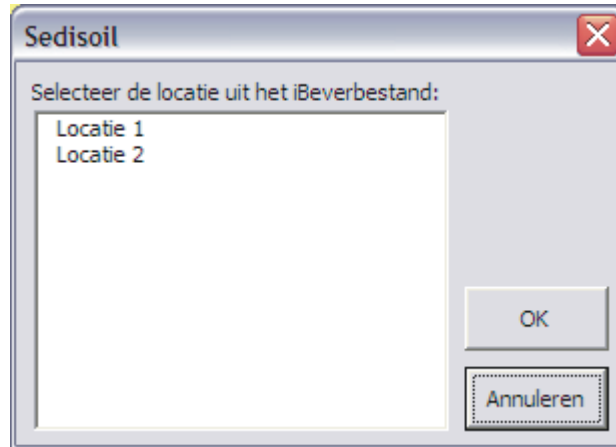 Sedisoil
Selecteer de locatie uit het iBeverbestand:
Locatie 1
Locatie 2
OK
Annuleren